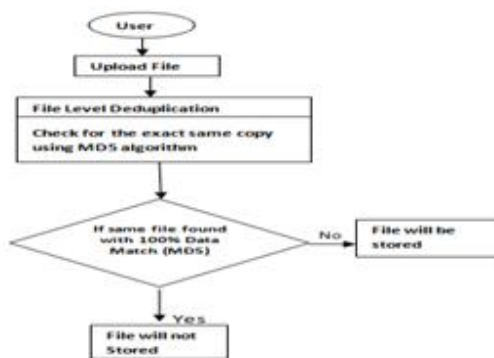 User
Upload File
File Level Deduplication
Check for the exact same copy
using MD5 algorithm
If same file found
with 100% Data
Match (MD5)
No
File will be
stored
Yes
File will not
Stored